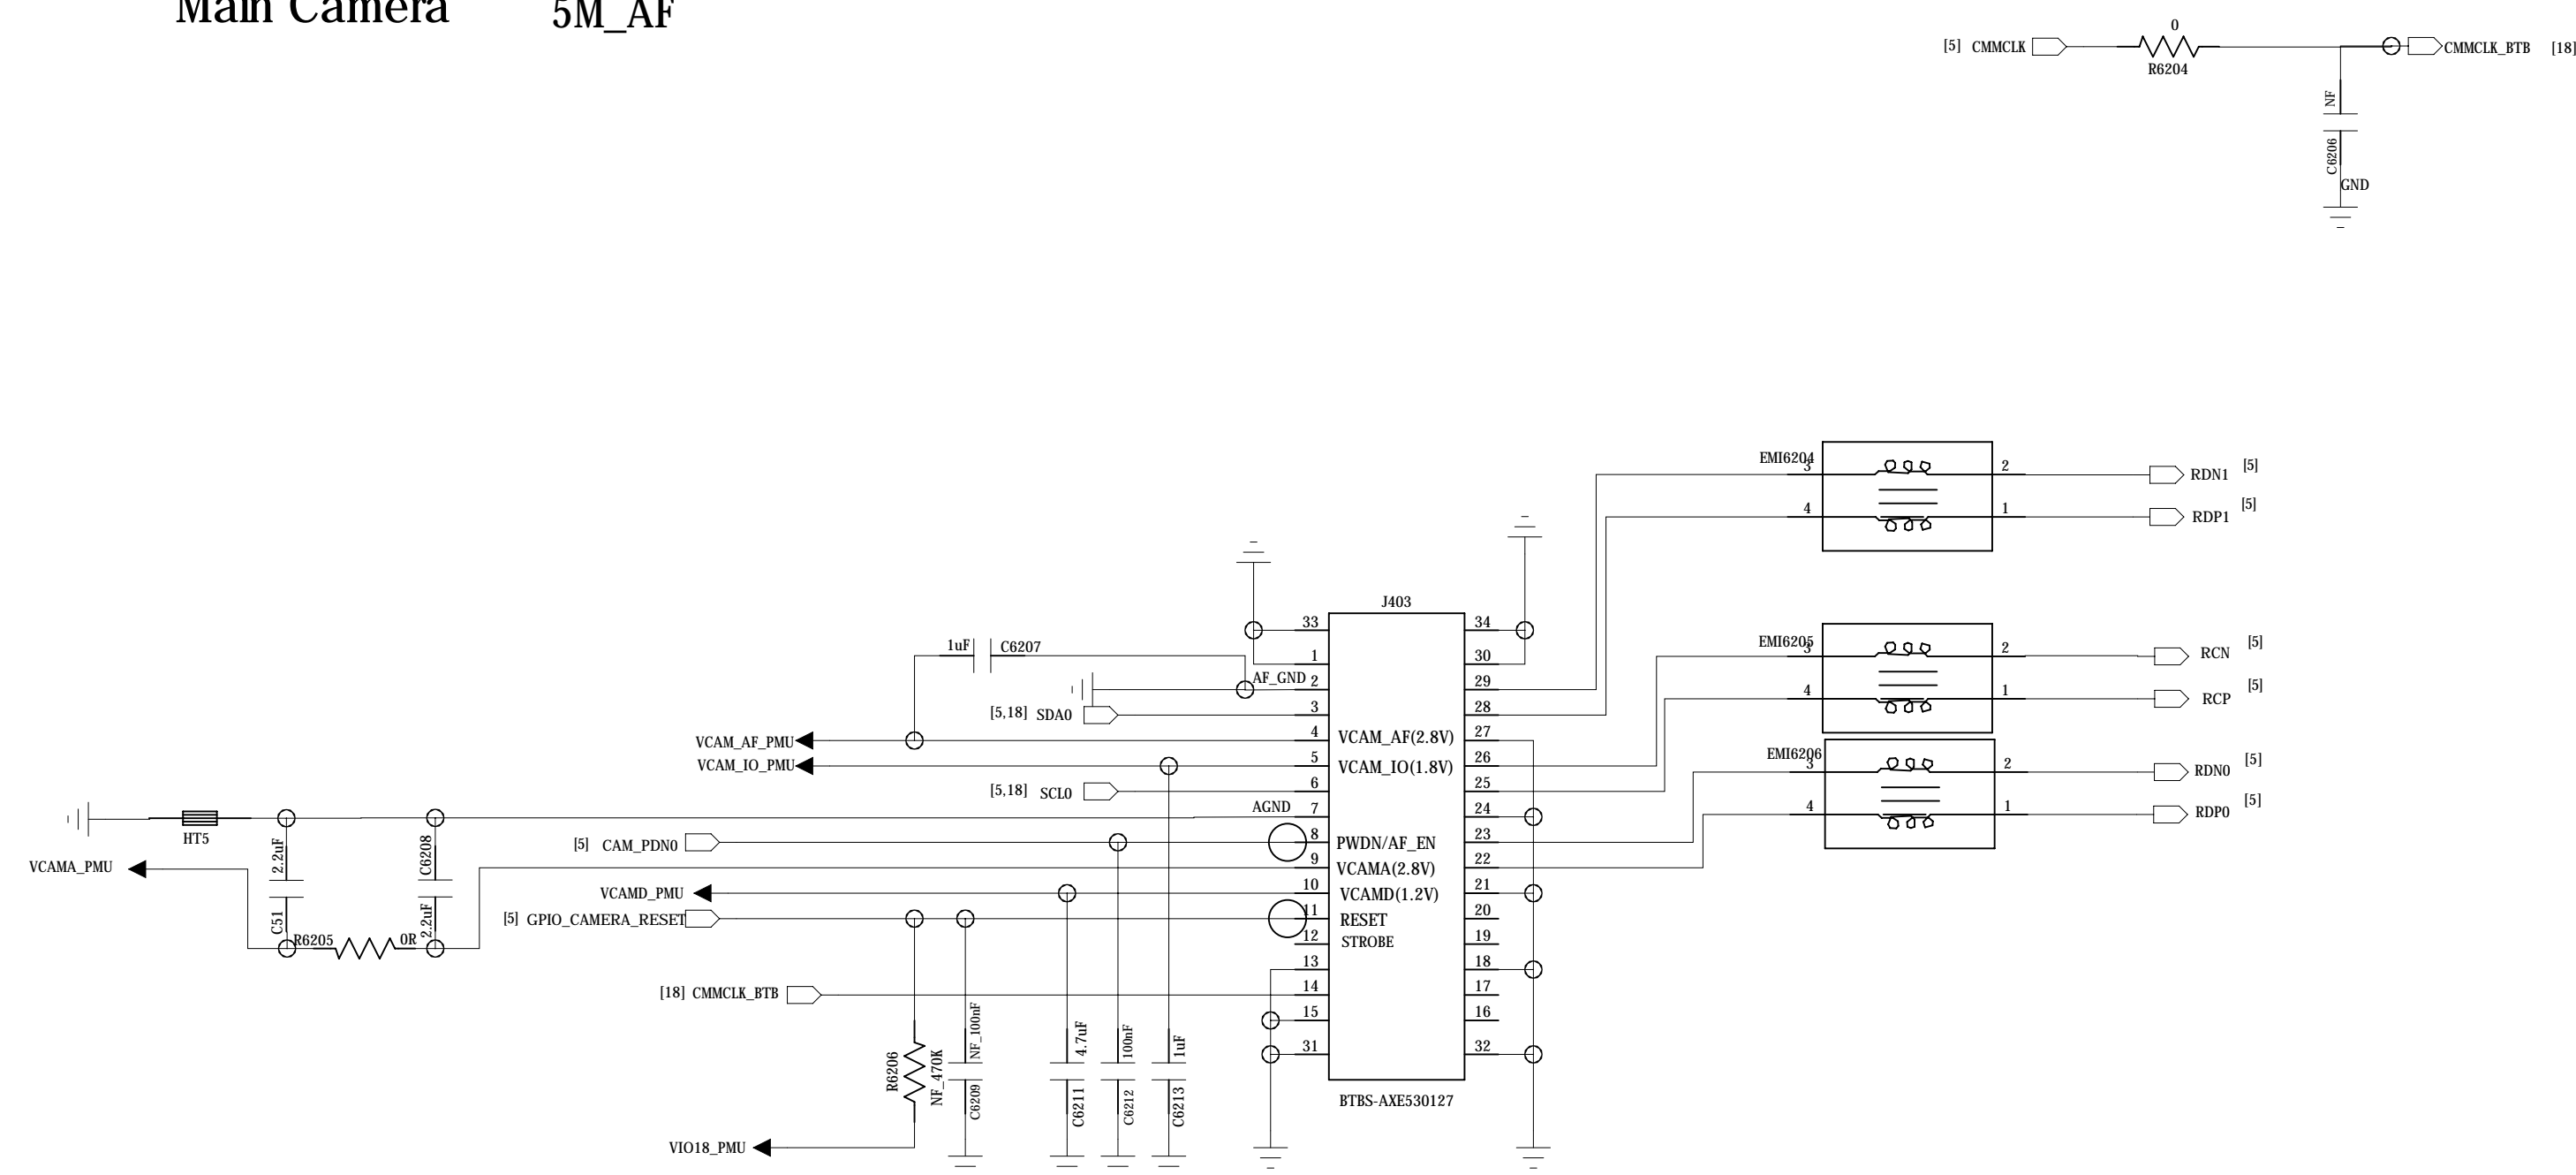 Main Camera 5M_AF
0
[5] CMMCLK
CMMCLK_BTB [18]
R6204
NF
C6206
GND
EMI6204
3
2
RDN1 [5]
4
1
RDP1 [5]
J403
33
34
EMI6205
3
2
RCN [5]
1uF C6207
1
30
AF_GND 2
29
4
1
RCP [5]
[5,18] SDA0
3
28
VCAM_AF_PMU
4
VCAM_AF(2.8V)
27
VCAM_IO_PMU
5
VCAM_IO(1.8V)
26
EMI6206
3
2
RDN0 [5]
[5,18] SCL0
6
25
AGND 7
24
4
1
RDP0 [5]
HT5
2.2uF
C51
C6208
2.2uF
[5] CAM_PDN0
8
PWDN/AF_EN
23
VCAMA_PMU
9
VCAMA(2.8V)
22
VCAMD_PMU
10
VCAMD(1.2V)
21
[5] GPIO_CAMERA_RESET
11
RESET
20
R6205 0R
12
STROBE
19
13
18
[18] CMMCLK_BTB
14
17
15
16
31
32
R6206
NF_470K
NF_100nF
C6209
4.7uF
C6211
100nF
C6212
1uF
C6213
BTBS-AXE530127
VIO18_PMU